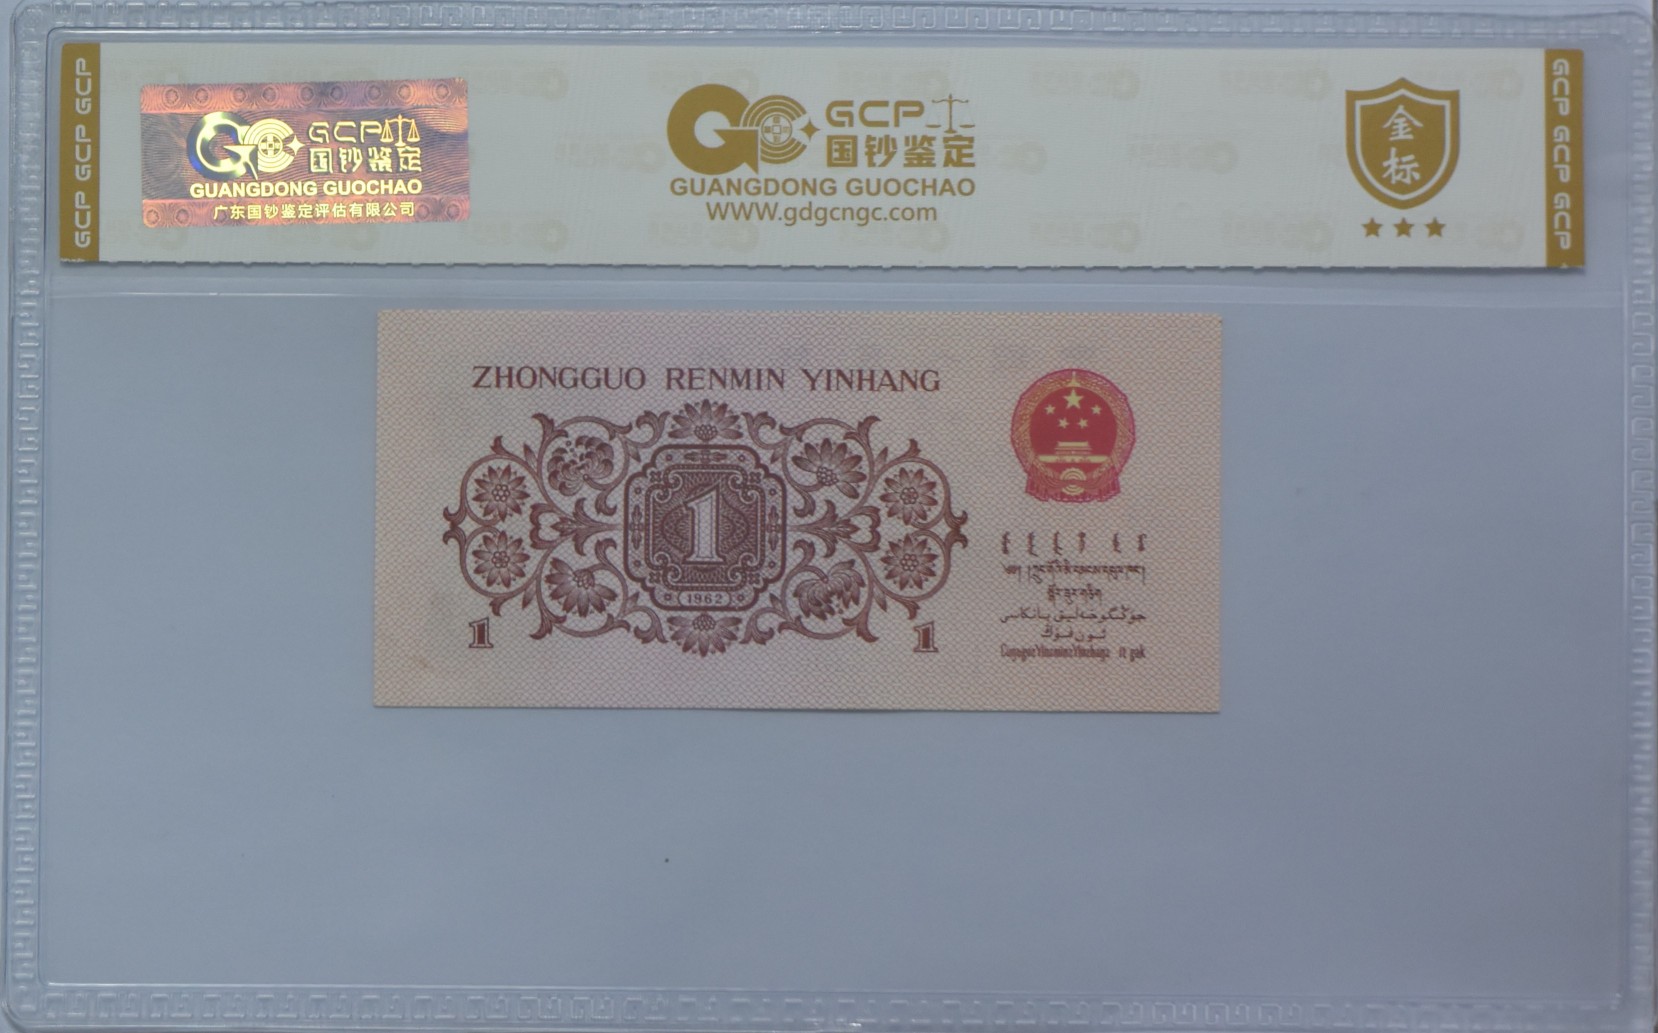 GCP GCP GCP
GCP
国钞鉴定
GUANGDONG GUOCHAO
广东国钞鉴定评估有限公司
GCP
国钞鉴定
GUANGDONG GUOCHAO
WWW.gdgcngc.com
金
标
GCP GCP GCP
ZHONGGUO RENMIN YINHANG
1
1962
1
1
جۇڭگوخەلىق بانكاسى